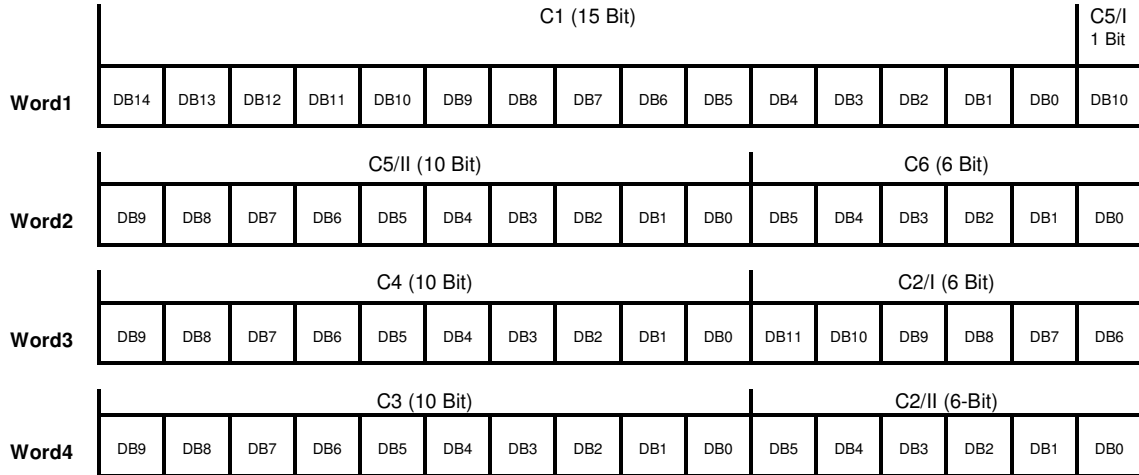 C1 (15 Bit) C5/I
1 Bit
Word1 DB14 DB13 DB12 DB11 DB10 DB9 DB8 DB7 DB6 DB5 DB4 DB3 DB2 DB1 DB0 DB10
C5/II (10 Bit) C6 (6 Bit)
Word2 DB9 DB8 DB7 DB6 DB5 DB4 DB3 DB2 DB1 DB0 DB5 DB4 DB3 DB2 DB1 DB0
C4 (10 Bit) C2/I (6 Bit)
Word3 DB9 DB8 DB7 DB6 DB5 DB4 DB3 DB2 DB1 DB0 DB11 DB10 DB9 DB8 DB7 DB6
C3 (10 Bit) C2/II (6-Bit)
Word4 DB9 DB8 DB7 DB6 DB5 DB4 DB3 DB2 DB1 DB0 DB5 DB4 DB3 DB2 DB1 DB0